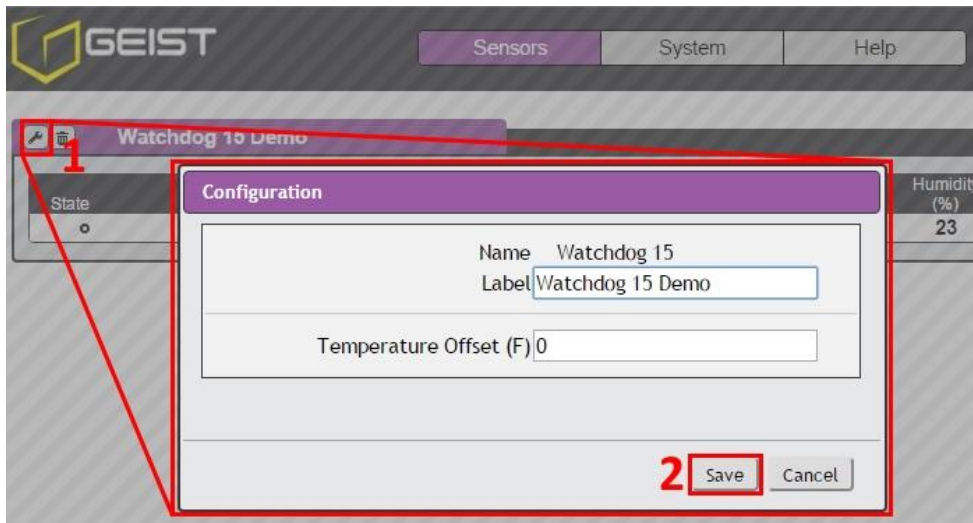 GEIST
Sensors System Help
1
Watchdog 15 Demo
State
Humidit
(%)
23
Configuration
Name Watchdog 15
Label Watchdog 15 Demo
Temperature Offset (F) 0
2 Save Cancel